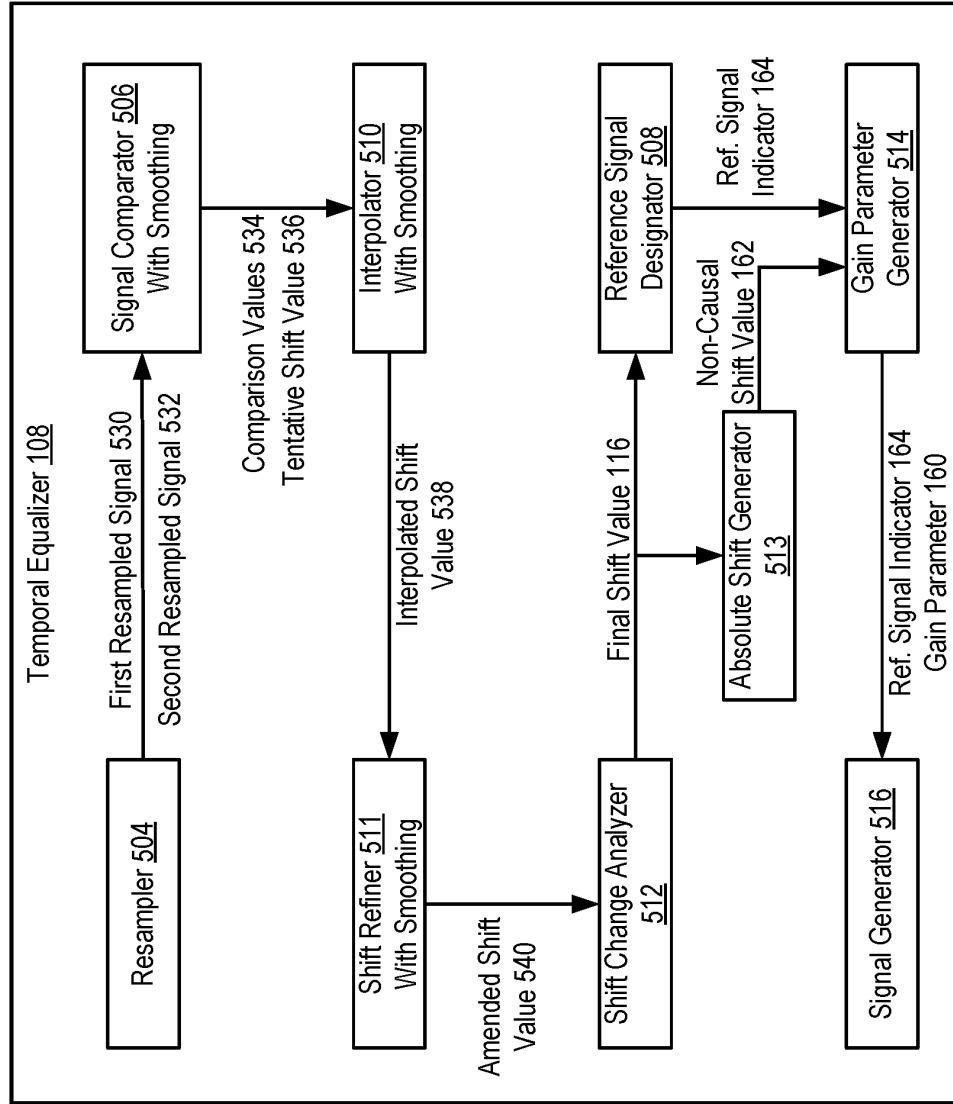 Temporal Equalizer 108
Resampler 504
First Resampled Signal 530
Second Resampled Signal 532
Signal Comparator 506
With Smoothing
Comparison Values 534
Tentative Shift Value 536
Interpolator 510
With Smoothing
Interpolated Shift
Value 538
Shift Refiner 511
With Smoothing
Amended Shift
Value 540
Shift Change Analyzer
512
Final Shift Value 116
Reference Signal
Designator 508
Absolute Shift Generator
513
Non-Causal
Shift Value 162
Ref. Signal
Indicator 164
Gain Parameter
Generator 514
Ref. Signal Indicator 164
Gain Parameter 160
Signal Generator 516